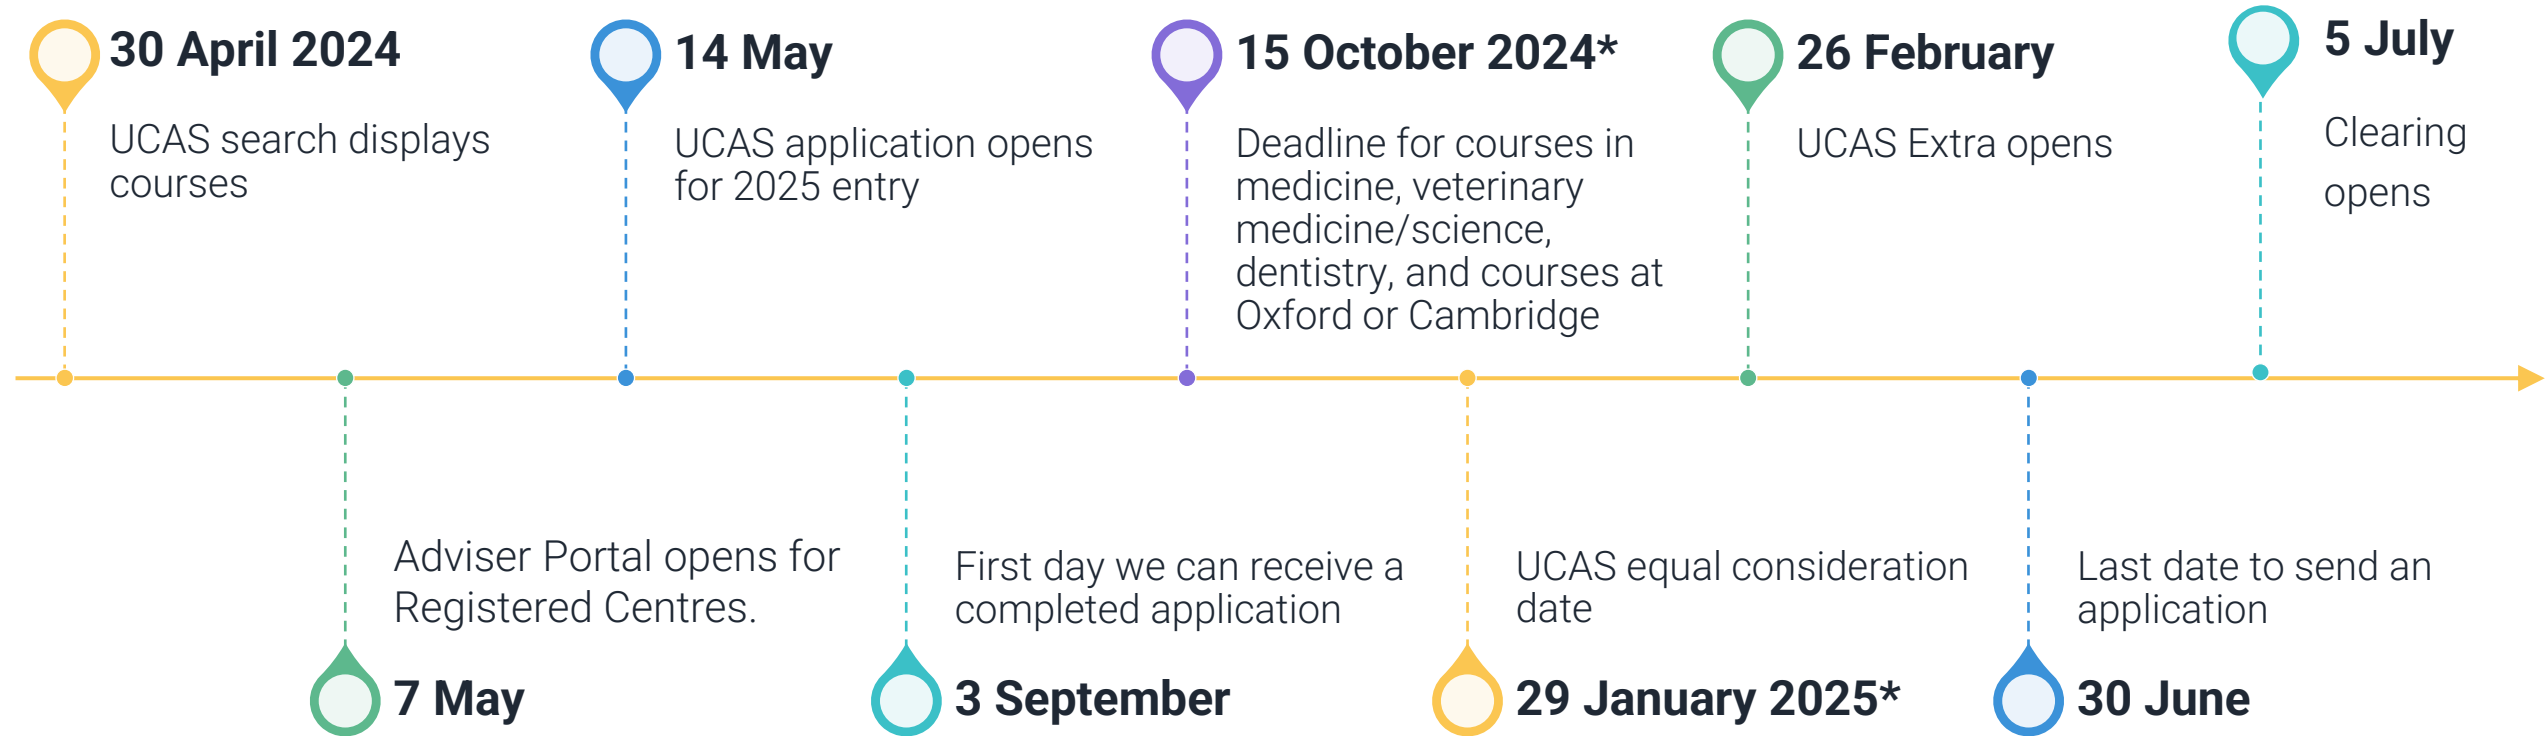 30 April 2024
UCAS search displays
courses
7 May
Adviser Portal opens for
Registered Centres.
14 May
UCAS application opens
for 2025 entry
3 September
First day we can receive a
completed application
15 October 2024*
Deadline for courses in
medicine, veterinary
medicine/science,
dentistry, and courses at
Oxford or Cambridge
29 January 2025*
UCAS equal consideration
date
26 February
UCAS Extra opens
30 June
Last date to send an
application
5 July
Clearing
opens